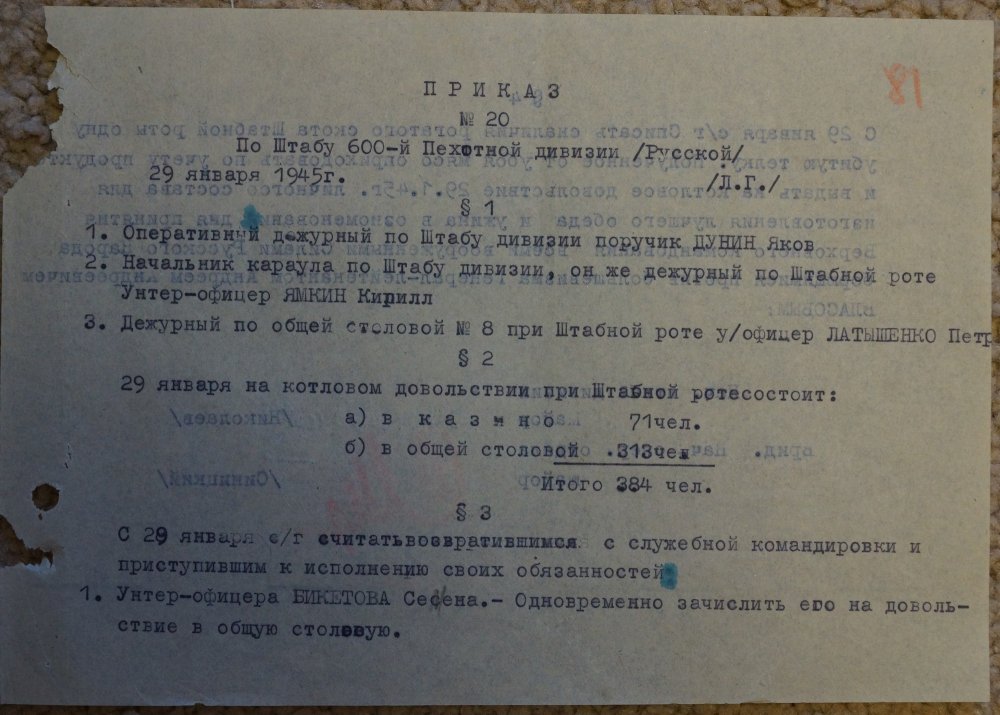 18
ПРИКАЗ
№ 20
По Штабу 600-й Пехотной дивизии /Русской/
29 января 1945г. /Л.Г./
§ 1
1. Оперативный дежурный по Штабу дивизии поручик ДУНИН Яков
2. Начальник караула по Штабу дивизии, он же дежурный по Штабной роте
Унтер-офицер ЯМКИН Кирилл
3. Дежурный по общей столовой № 8 при Штабной роте у/офицер ЛАТЫШЕНКО Петр
§ 2
29 января на котловом довольствии при Штабной ротесостоит:
а) в казино 71чел.
б) в общей столовой .313чел.
Итого 384 чел.
§ 3
С 29 января с/г считатьвозвратившимся с служебной командировки и
приступившим к исполнению своих обязанностей
1. Унтер-офицера БИКЕТОВА .- Одновременно зачислить его на доволь-
ствие в общую столовую.